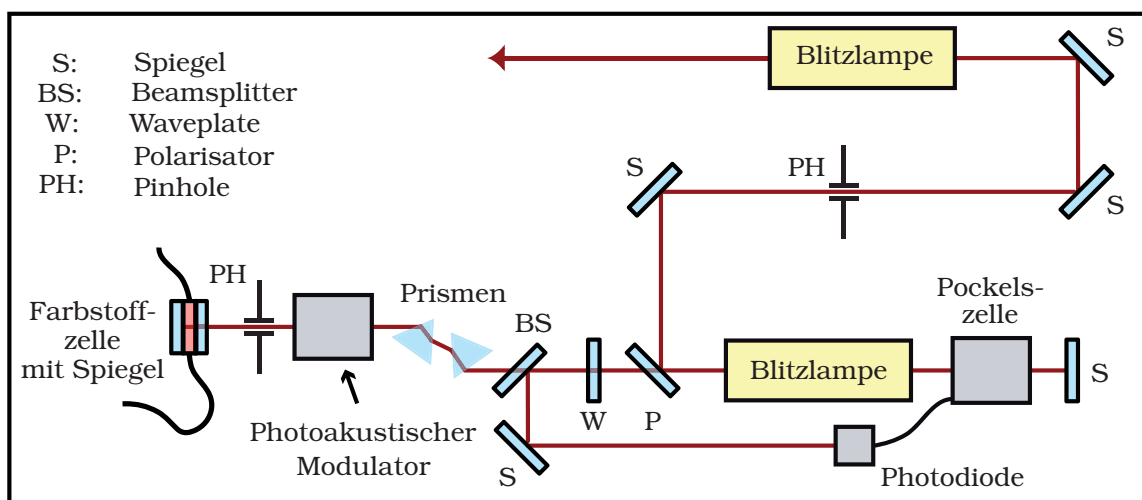 S: Spiegel
BS: Beamsplitter
W: Waveplate
P: Polarisator
PH: Pinhole
Blitzlampe
S
S
PH
S
PH
Farbstoff-
zelle
mit Spiegel
Prismen
BS
Pockels-
zelle
Blitzlampe
S
W
P
Photoakustischer
Modulator
S
Photodiode